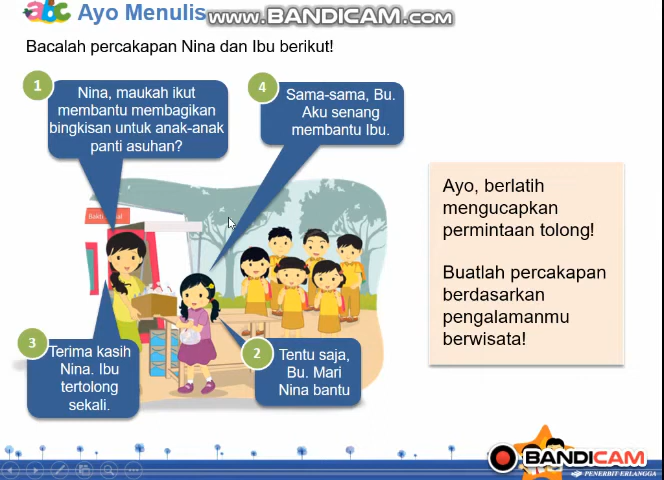 abc Ayo Menulis
www.BANDICAM.COM
Bacalah percakapan Nina dan Ibu berikut!
1
Nina, maukah ikut
membantu membagikan
bingkisan untuk anak-anak
panti asuhan?
4
Sama-sama, Bu.
Aku senang
membantu Ibu.
3
Terima kasih
Nina. Ibu
tertolong
sekali.
2
Tentu saja,
Bu. Mari
Nina bantu
Ayo, berlatih
mengucapkan
permintaan tolong!
Buatlah percakapan
berdasarkan
pengalamanmu
berwisata!
BANDICAM
PENERBIT ERLANGGA